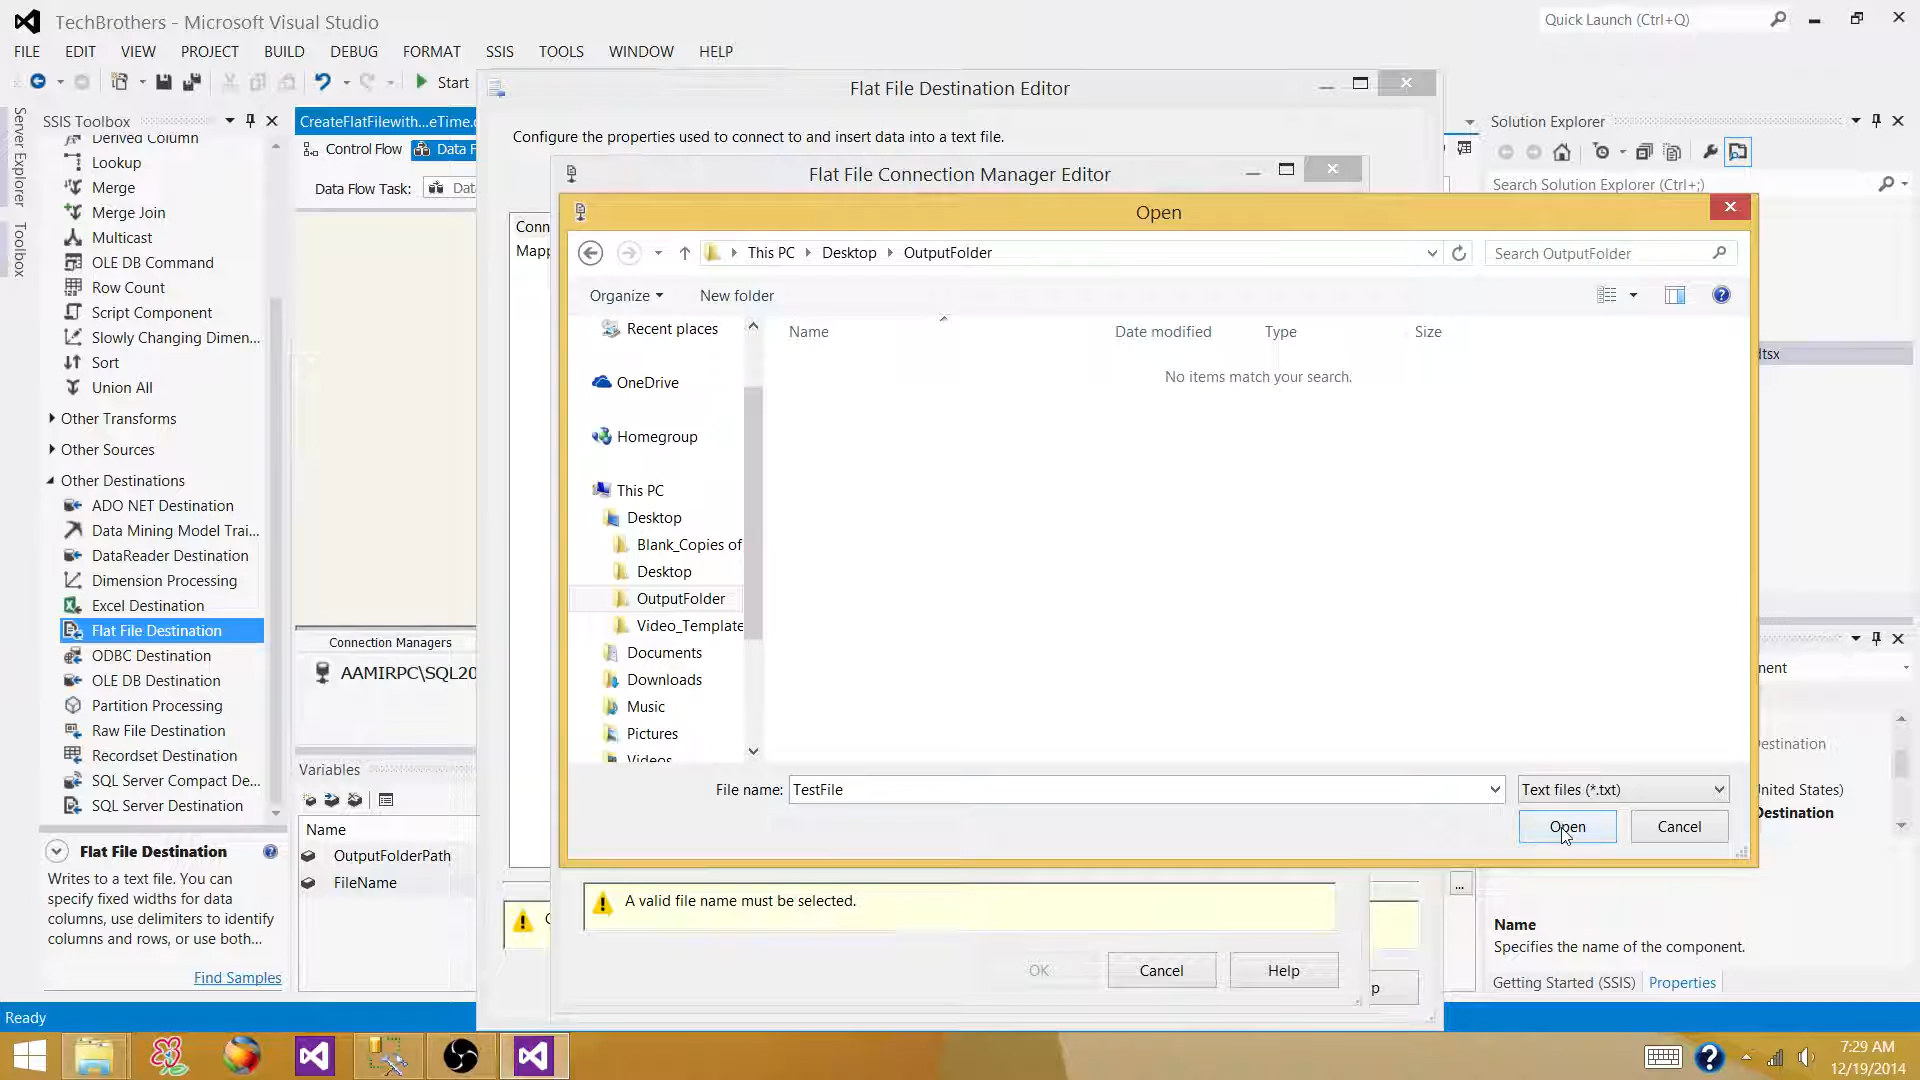 TechBrothers - Microsoft Visual Studio
Quick Launch (Ctrl+Q)
FILE EDIT VIEW PROJECT BUILD DEBUG FORMAT SSIS TOOLS WINDOW HELP
Start
Server Explorer
Toolbox
SSIS Toolbox
Derived Column
Lookup
Merge
Merge Join
Multicast
OLE DB Command
Row Count
Script Component
Slowly Changing Dimen...
Sort
Union All
Other Transforms
Other Sources
Other Destinations
ADO NET Destination
Data Mining Model Trai...
DataReader Destination
Dimension Processing
Excel Destination
Flat File Destination
ODBC Destination
OLE DB Destination
Partition Processing
Raw File Destination
Recordset Destination
SQL Server Compact De...
SQL Server Destination
Flat File Destination
Writes to a text file. You can
specify fixed widths for data
columns, use delimiters to identify
columns and rows, or use both...
Find Samples
CreateFlatFilewith...eTime.
Control Flow
Data F
Data Flow Task:
Dat
Connection Managers
AAMIRPC\SQL20
Variables
Name
OutputFolderPath
FileName
Flat File Destination Editor
Configure the properties used to connect to and insert data into a text file.
Conn
Mapp
Flat File Connection Manager Editor
Open
This PC
Desktop
OutputFolder
Search OutputFolder
Organize
New folder
Recent places
OneDrive
Homegroup
This PC
Desktop
Blank_Copies of
Desktop
OutputFolder
Video_Template
Documents
Downloads
Music
Pictures
Videos
Name
Date modified
Type
Size
No items match your search.
File name:
TestFile
Text files (*.txt)
Open
Cancel
A valid file name must be selected.
OK
Cancel
Help
p
Solution Explorer
Search Solution Explorer (Ctrl+;)
dtsx
nent
estination
nited States)
Destination
...
Name
Specifies the name of the component.
Getting Started (SSIS)
Properties
Ready
7:29 AM
12/19/2014